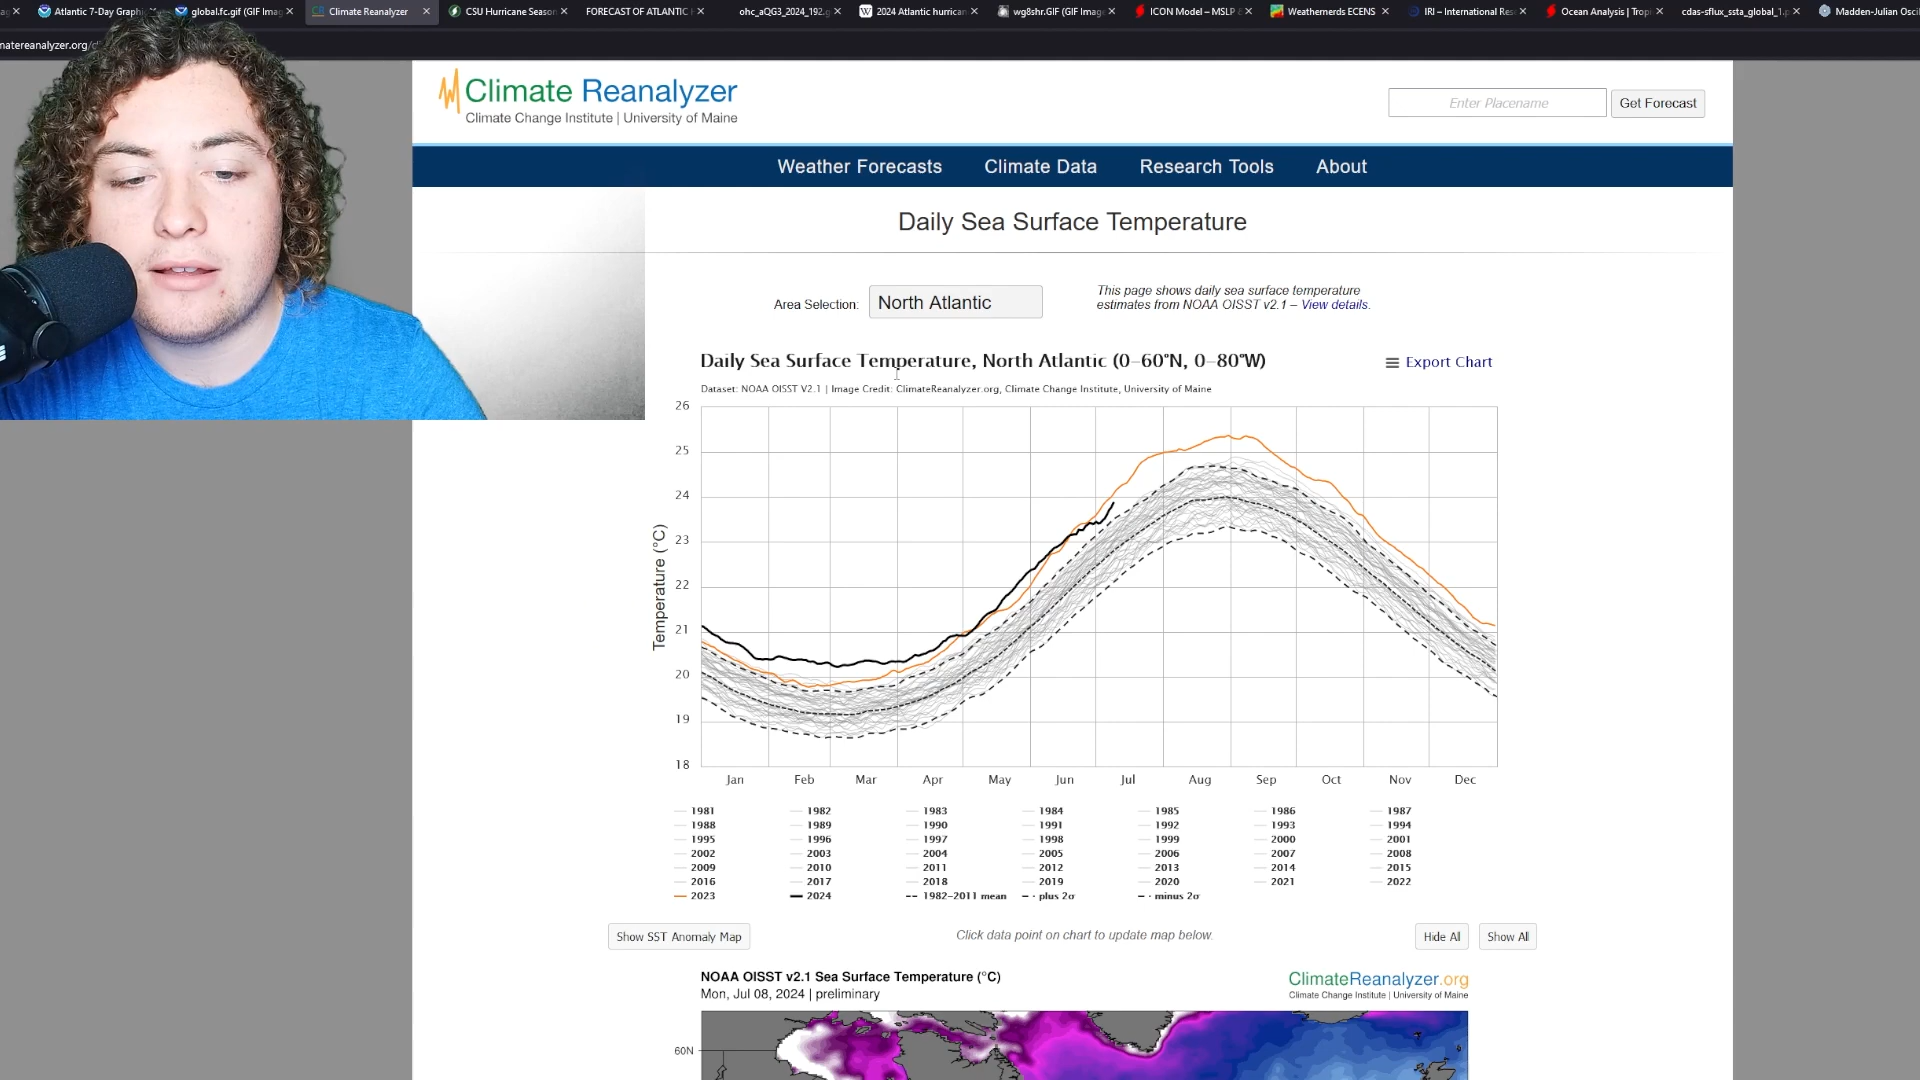 Atlantic 7-Day Graphi
global.fc.gif (GIF Imag
Climate Reanalyzer
CSU Hurricane Season
FORECAST OF ATLANTIC H
ohc_aQG3_2024_192.g
2024 Atlantic hurrican
wg8shr.GIF (GIF Image
ICON Model – MSLP &
Weathernerds ECENS
IRI – International Res
Ocean Analysis | Tropi
cdas-sflux_ssta_global_1.p
Madden-Julian Osci
matereanalyzer.org/cl
Climate Reanalyzer
Climate Change Institute | University of Maine
Enter Placename
Get Forecast
Weather Forecasts Climate Data Research Tools About
Daily Sea Surface Temperature
Area Selection: North Atlantic
This page shows daily sea surface temperature
estimates from NOAA OISST v2.1 – View details.
Daily Sea Surface Temperature, North Atlantic (0–60°N, 0–80°W)
Export Chart
Dataset: NOAA OISST V2.1 | Image Credit: ClimateReanalyzer.org, Climate Change Institute, University of Maine
Temperature (°C)
26
25
24
23
22
21
20
19
18
Jan Feb Mar Apr May Jun Jul Aug Sep Oct Nov Dec
1981 1982 1983 1984 1985 1986 1987
1988 1989 1990 1991 1992 1993 1994
1995 1996 1997 1998 1999 2000 2001
2002 2003 2004 2005 2006 2007 2008
2009 2010 2011 2012 2013 2014 2015
2016 2017 2018 2019 2020 2021 2022
2023 2024 1982–2011 mean plus 2σ minus 2σ
Show SST Anomaly Map
Click data point on chart to update map below.
Hide All
Show All
NOAA OISST v2.1 Sea Surface Temperature (°C)
Mon, Jul 08, 2024 | preliminary
ClimateReanalyzer.org
Climate Change Institute | University of Maine
60N